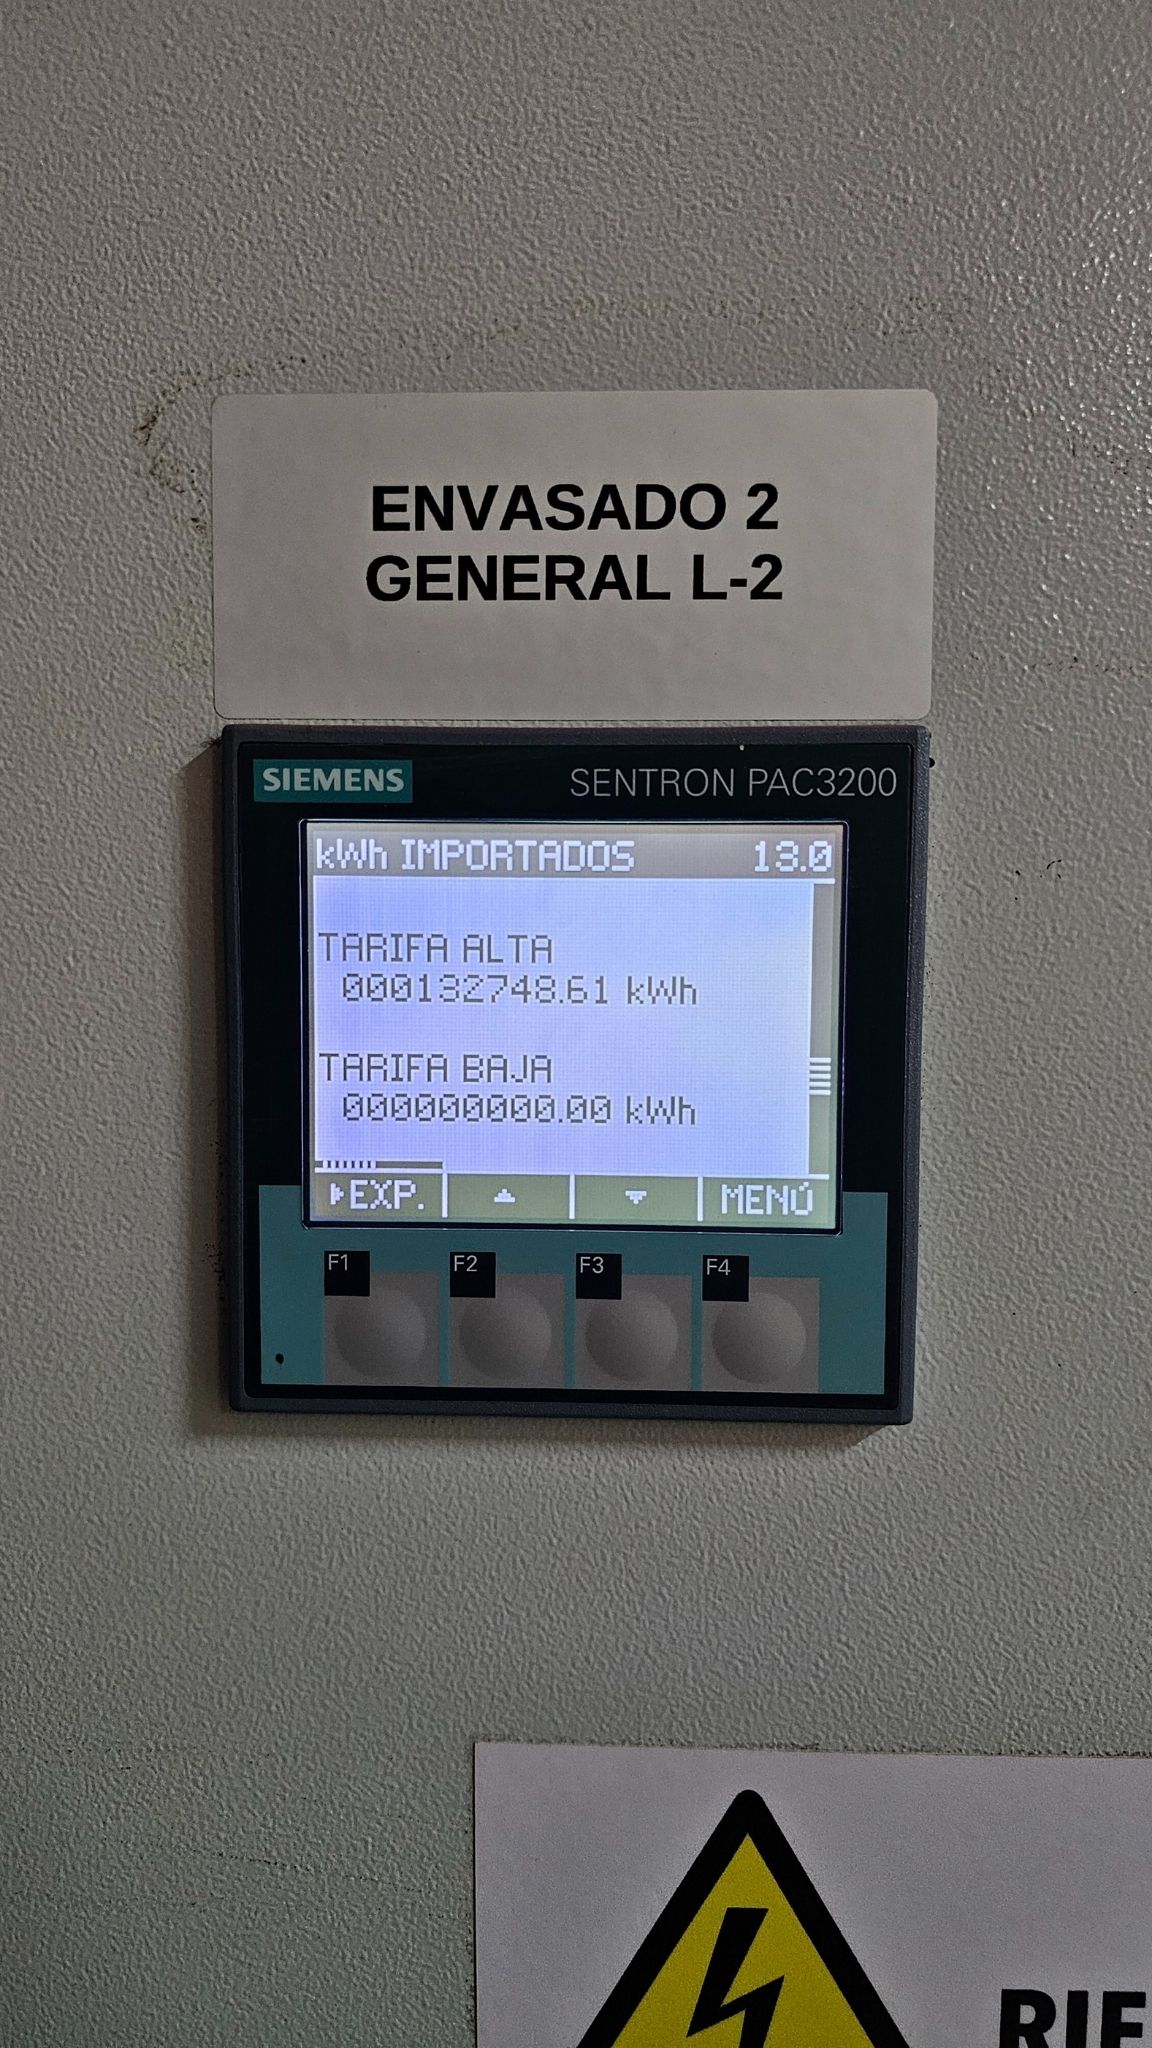 ENVASADO 2
GENERAL L-2
SIEMENS SENTRON PAC3200
kWh IMPORTADOS 13.0
TARIFA ALTA
000132748.61 kWh
TARIFA BAJA
000000000.00 kWh
▸EXP. ▲ ▼ MENÚ
F1 F2 F3 F4
RIE